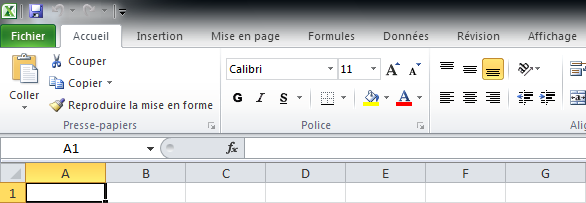 Fichier Accueil Insertion Mise en page Formules Données Révision Affichage
Couper
Copier
Reproduire la mise en forme
Coller
Calibri 11 A A
G I S A
Presse-papiers Police
A1 fx
A B C D E F G
1